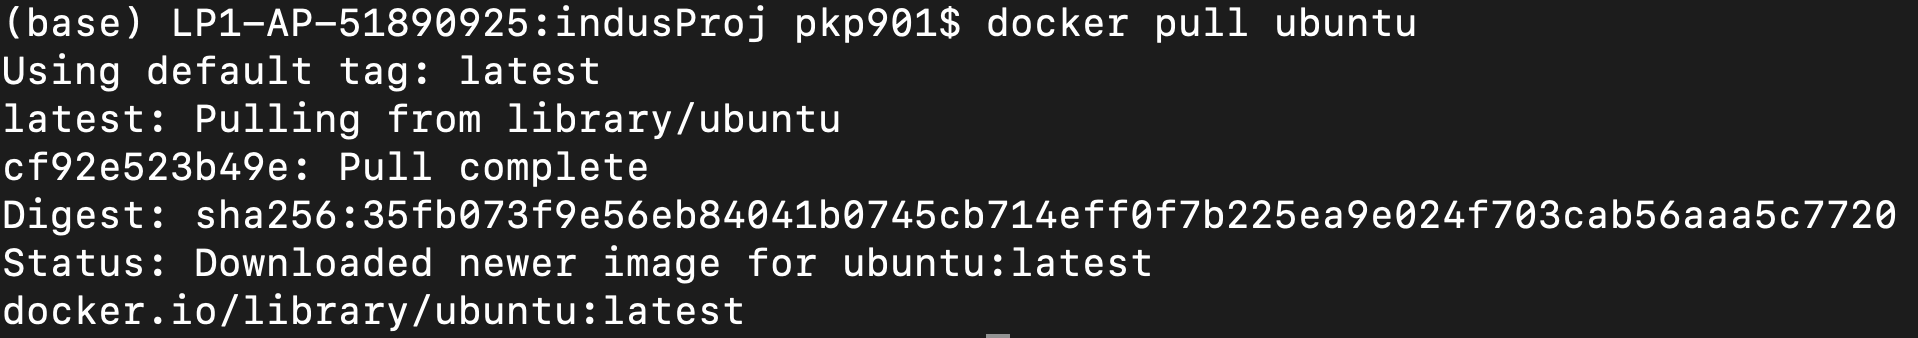 (base) LP1-AP-51890925:indusProj pkp901$ docker pull ubuntu
Using default tag: latest
latest: Pulling from library/ubuntu
cf92e523b49e: Pull complete
Digest: sha256:35fb073f9e56eb84041b0745cb714eff0f7b225ea9e024f703cab56aaa5c7720
Status: Downloaded newer image for ubuntu:latest
docker.io/library/ubuntu:latest